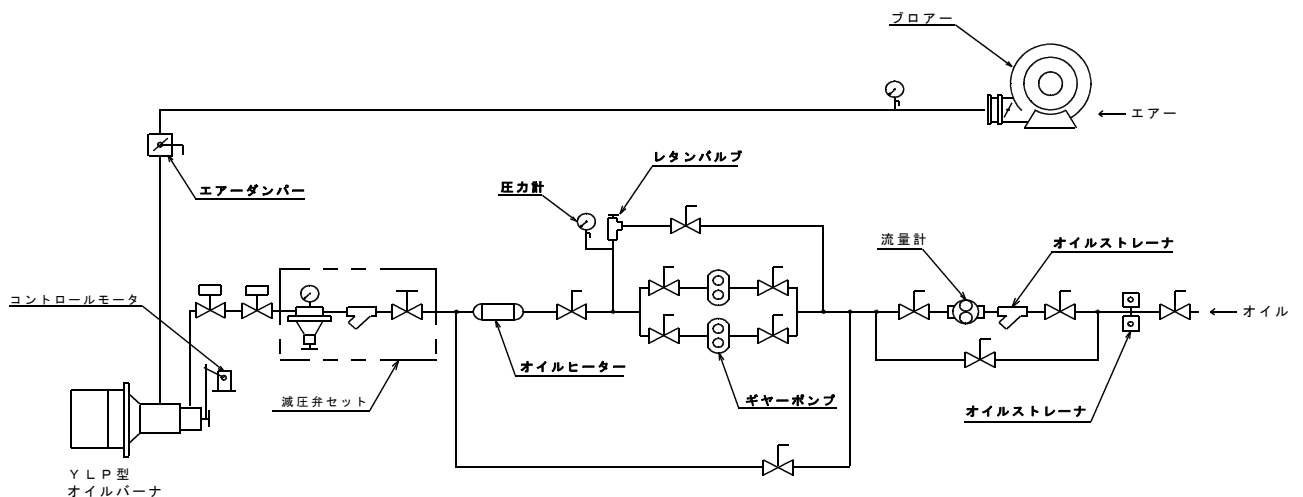 ブロアー
エアー
エアーダンパー
レタンバルブ
圧力計
流量計
オイルストレーナ
コントロールモータ
オイル
オイルヒーター
減圧弁セット
ギヤーポンプ
オイルストレーナ
ＹＬＰ型
オイルバーナ